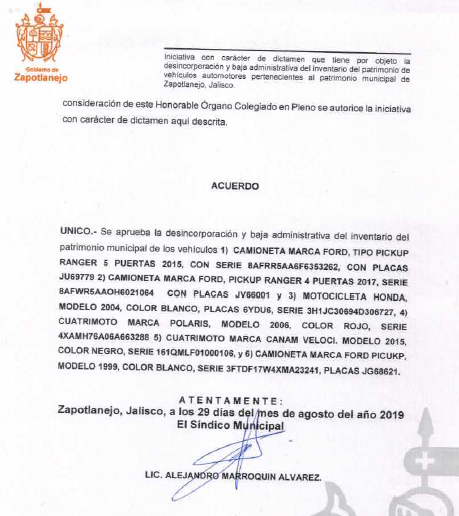 Gobierno de
Zapotlanejo
Iniciativa con carácter de dictamen que tiene por objeto la
desincorporación y baja administrativa del inventario del patrimonio de
vehículos automotores pertenecientes al patrimonio municipal de
Zapotlanejo, Jalisco.
consideración de este Honorable Órgano Colegiado en Pleno se autorice la iniciativa
con carácter de dictamen aquí descrita.
ACUERDO
UNICO.- Se aprueba la desincorporación y baja administrativa del inventario del
patrimonio municipal de los vehículos 1) CAMIONETA MARCA FORD, TIPO PICKUP
RANGER 5 PUERTAS 2015, CON SERIE 8AFRR5AA6F6353262, CON PLACAS
JU69779 2) CAMIONETA MARCA FORD, PICKUP RANGER 4 PUERTAS 2017, SERIE
8AFWR5AAOH6021064 CON PLACAS JY66001 y 3) MOTOCICLETA HONDA,
MODELO 2004, COLOR BLANCO, PLACAS 6YDU6, SERIE 3H1JC30694D306727, 4)
CUATRIMOTO MARCA POLARIS, MODELO 2006, COLOR ROJO, SERIE
4XAMH76A06A663288 5) CUATRIMOTO MARCA CANAM VELOCI. MODELO 2015,
COLOR NEGRO, SERIE 161QMLF01000106, y 6) CAMIONETA MARCA FORD PICUKP.
MODELO 1999, COLOR BLANCO, SERIE 3FTDF17W4XMA23241, PLACAS JG68621.
ATENTAMENTE:
Zapotlanejo, Jalisco, a los 29 días del mes de agosto del año 2019
El Síndico Municipal
LIC. ALEJANDRO MARROQUIN ALVAREZ.